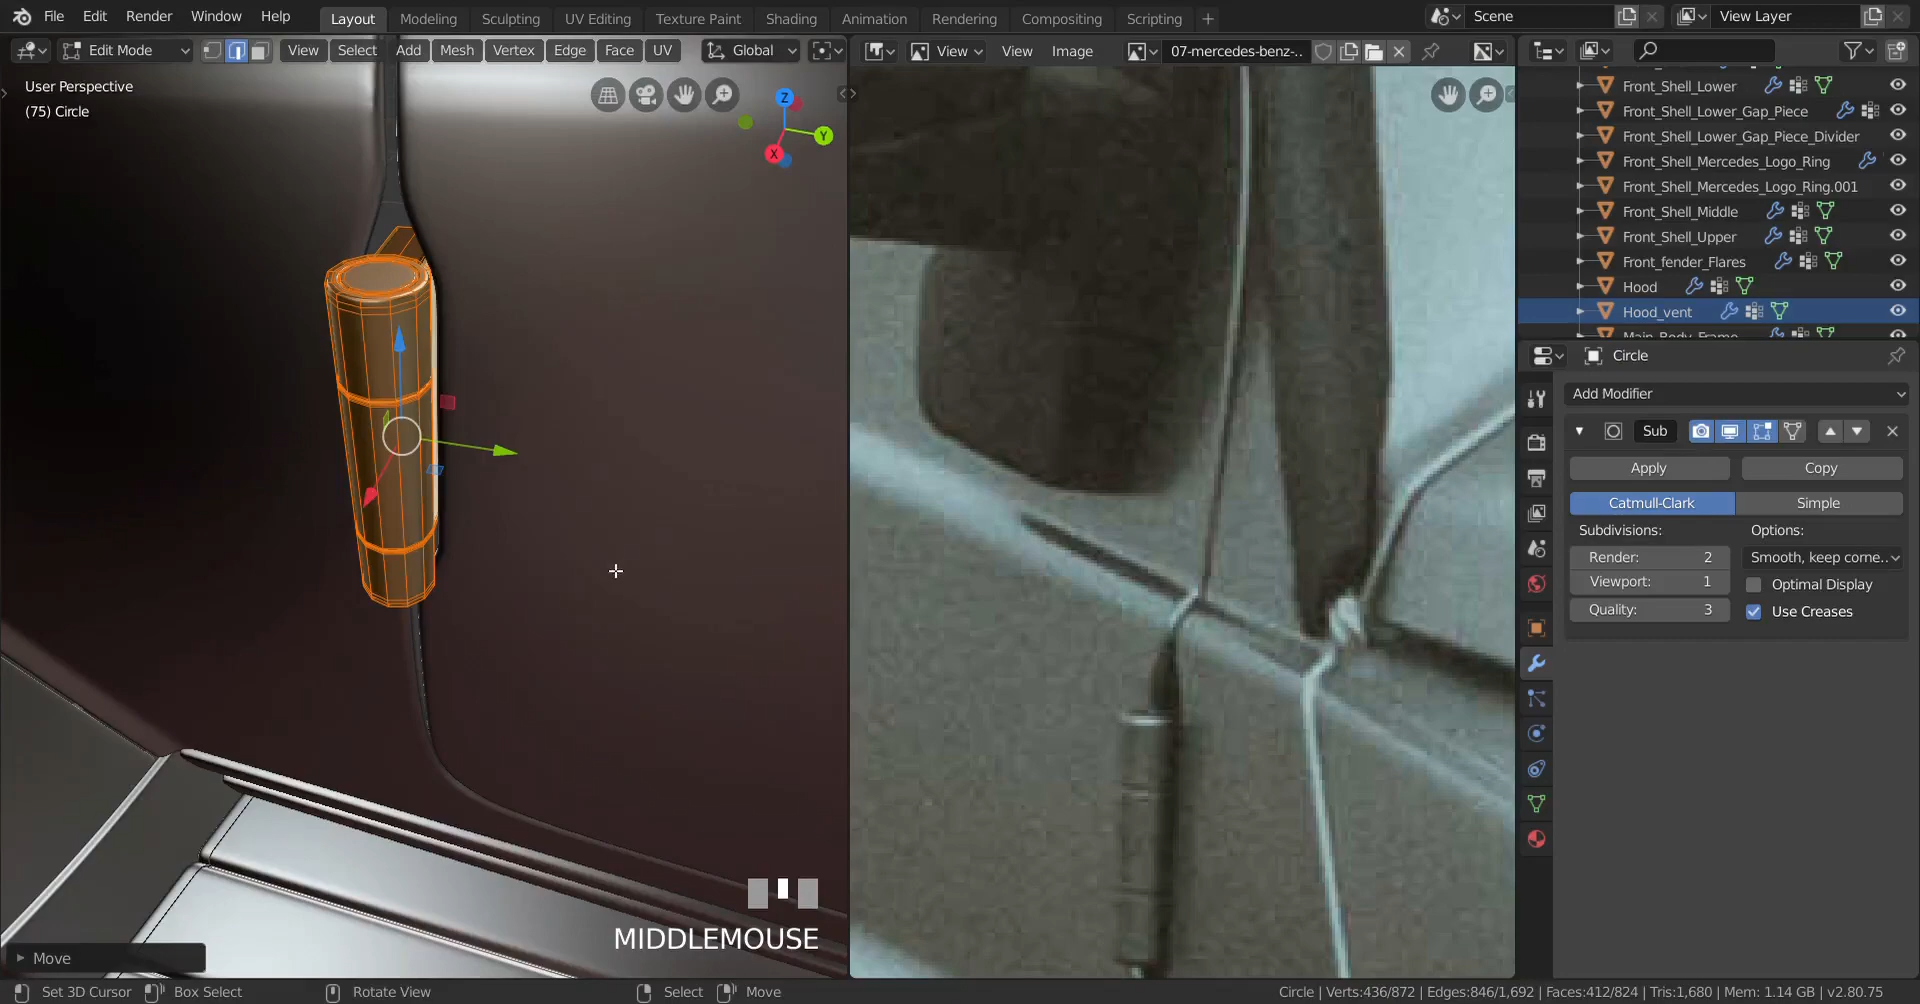 File Edit Render Window Help Layout Modeling Sculpting UV Editing Texture Paint Shading Animation Rendering Compositing Scripting + Scene View Layer
Edit Mode View Select Add Mesh Vertex Edge Face UV Global View View Image 07-mercedes-benz-..
User Perspective
(75) Circle
Z
Y
X
Front_Shell_Lower
Front_Shell_Lower_Gap_Piece
Front_Shell_Lower_Gap_Piece_Divider
Front_Shell_Mercedes_Logo_Ring
Front_Shell_Mercedes_Logo_Ring.001
Front_Shell_Middle
Front_Shell_Upper
Front_fender_Flares
Hood
Hood_vent
Main_Body_Frame
Circle
Add Modifier
Sub
Apply Copy
Catmull-Clark Simple
Subdivisions: Options:
Render: 2 Smooth, keep corne..
Viewport: 1 Optimal Display
Quality: 3 Use Creases
MIDDLEMOUSE
Move
Set 3D Cursor Box Select Rotate View Select Move Circle | Verts:436/872 | Edges:846/1,692 | Faces:412/824 | Tris:1,680 | Mem: 1.14 GB | v2.80.75